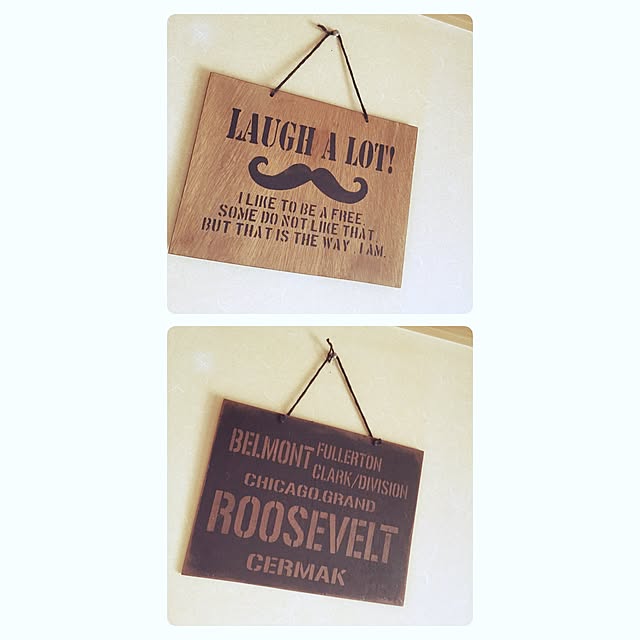 LAUGH A LOT!
I LIKE TO BE A FREE.
SOME DO NOT LIKE THAT,
BUT THAT IS THE WAY I AM.
BELMONT FULLERTON
CLARK/DIVISION
CHICAGO.GRAND
ROOSEVELT
CERMAK